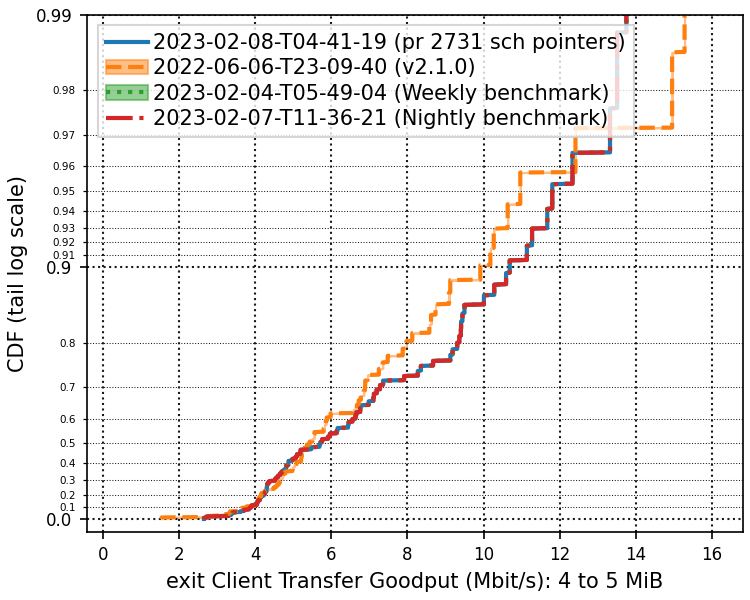 0.99
2023-02-08-T04-41-19 (pr 2731 sch pointers)
2022-06-06-T23-09-40 (v2.1.0)
2023-02-04-T05-49-04 (Weekly benchmark)
2023-02-07-T11-36-21 (Nightly benchmark)
0.98
0.97
0.96
0.95
0.94
0.93
0.92
0.91
0.9
0.8
0.7
0.6
0.5
0.4
0.3
0.2
0.1
0.0
CDF (tail log scale)
0 2 4 6 8 10 12 14 16
exit Client Transfer Goodput (Mbit/s): 4 to 5 MiB